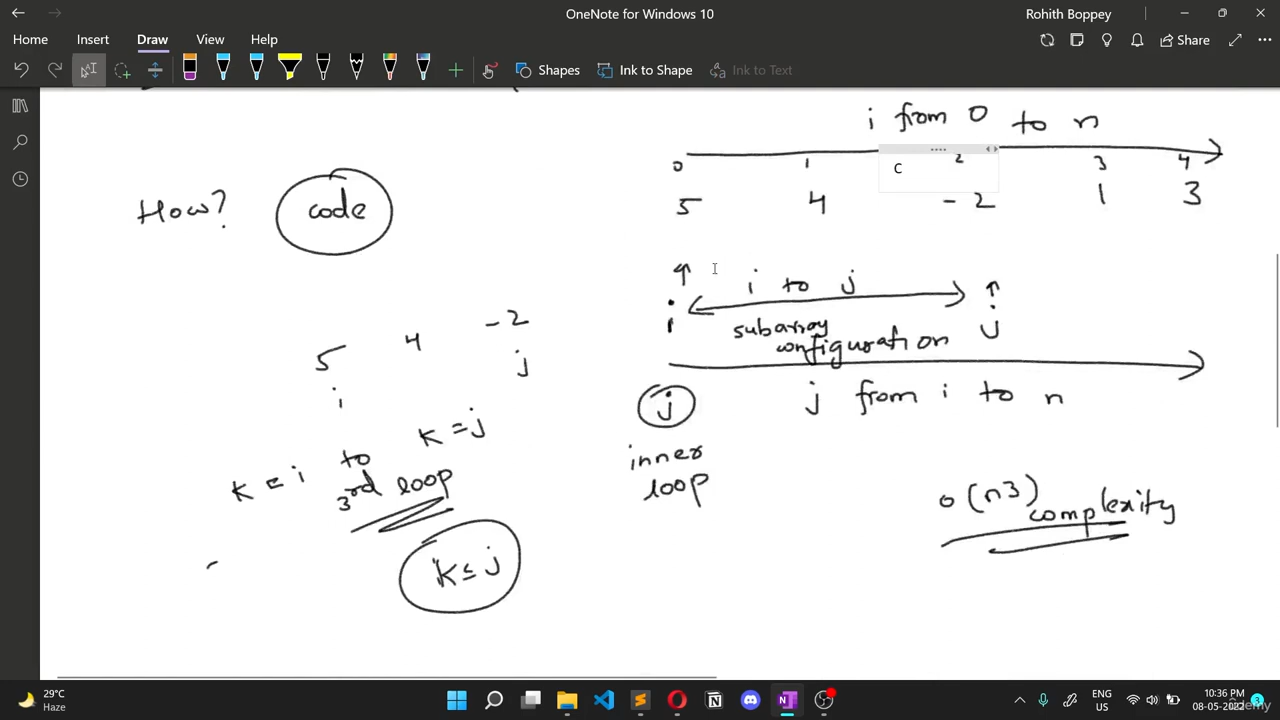 OneNote for Windows 10
Rohith Boppey
Home Insert Draw View Help
Share
Shapes
Ink to Shape
Ink to Text
i from 0 to n
0 1 2 3 4
C
5 4 -2 1 3
How? code
i to j
i j
subarray
configuration
5 4 -2
i j
j from i to n
j
inner
loop
k = i to k = j
3rd loop
k ≤ j
o (n3)
complexity
29°C
Haze
ENG
US
10:36 PM
08-05-2022
3
Udemy